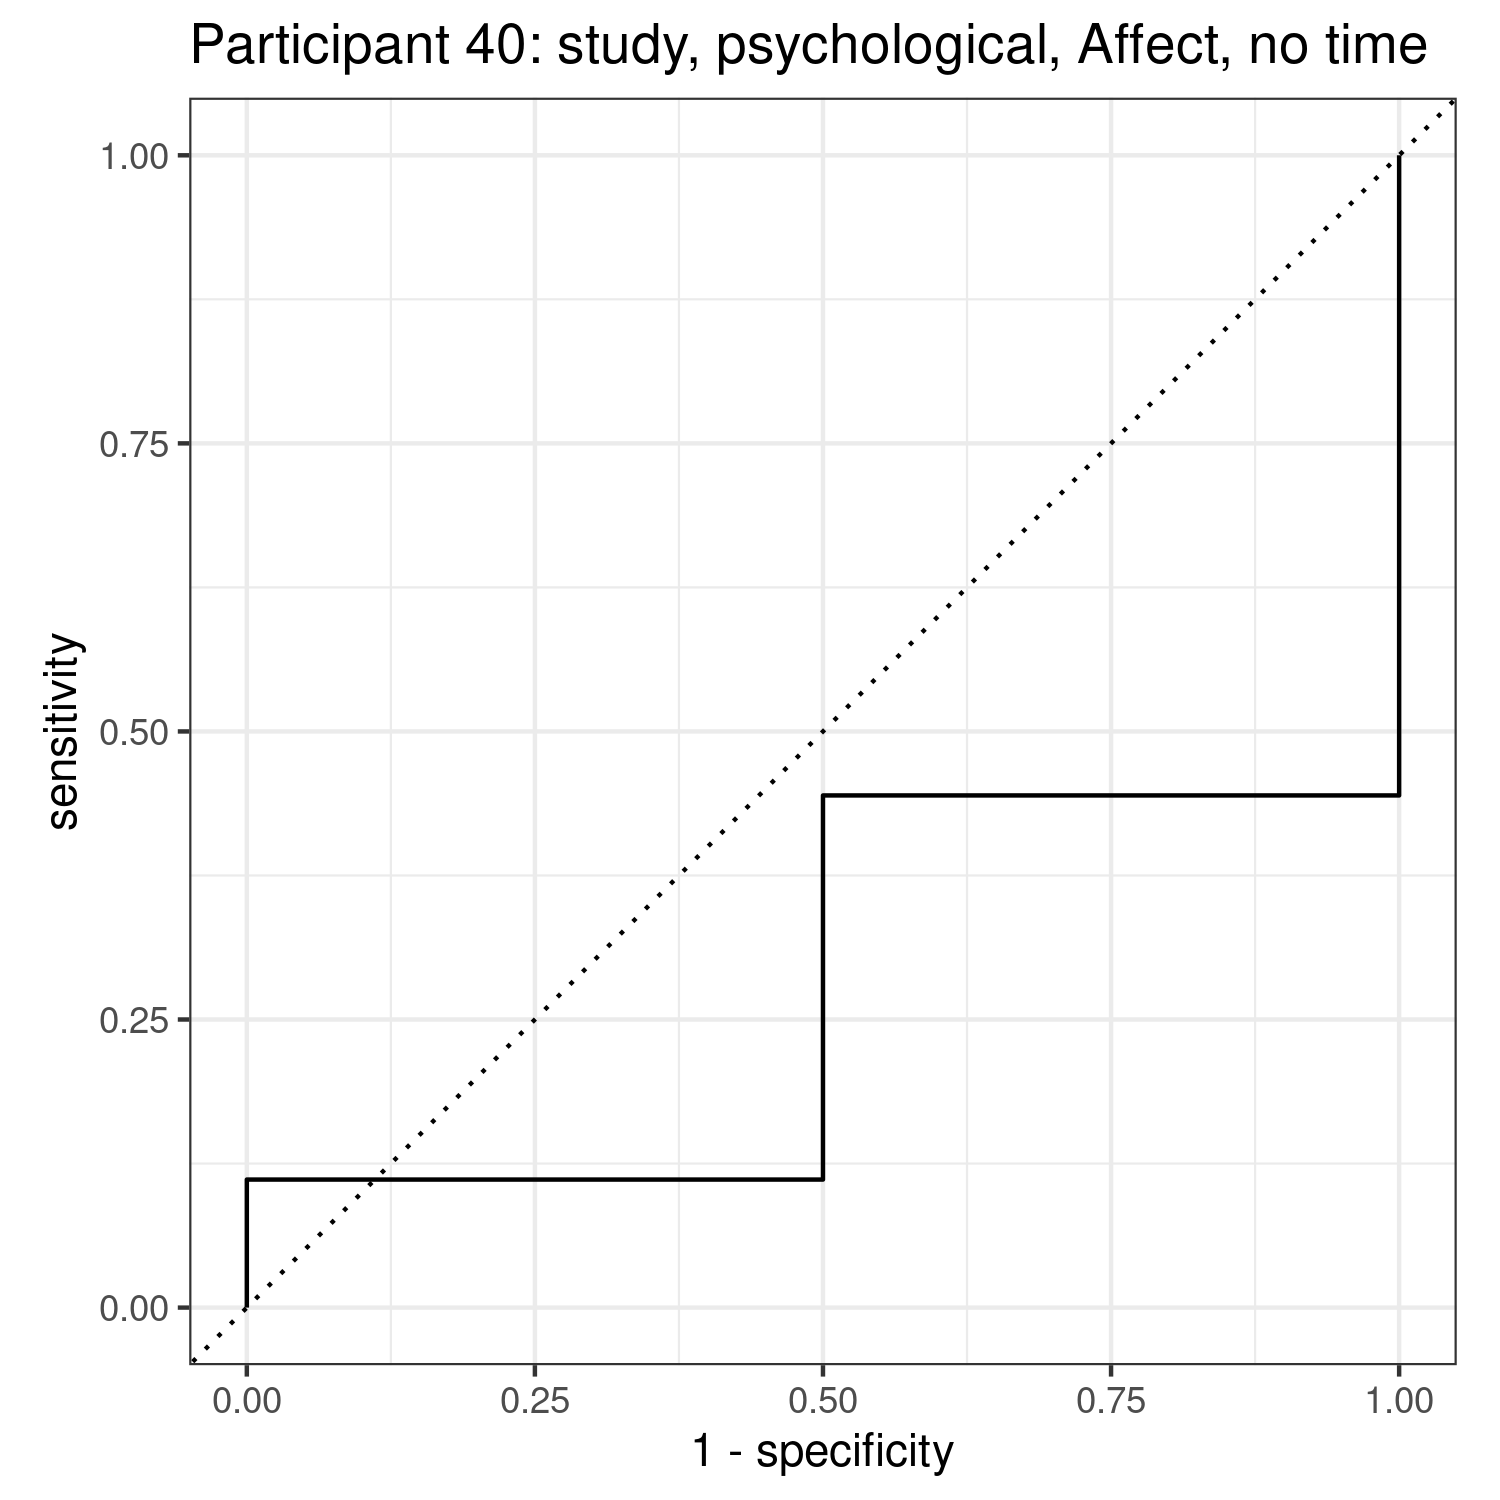 Participant 40: study, psychological, Affect, no time
1.00
0.75
0.50
0.25
0.00
sensitivity
0.00 0.25 0.50 0.75 1.00
1 - specificity